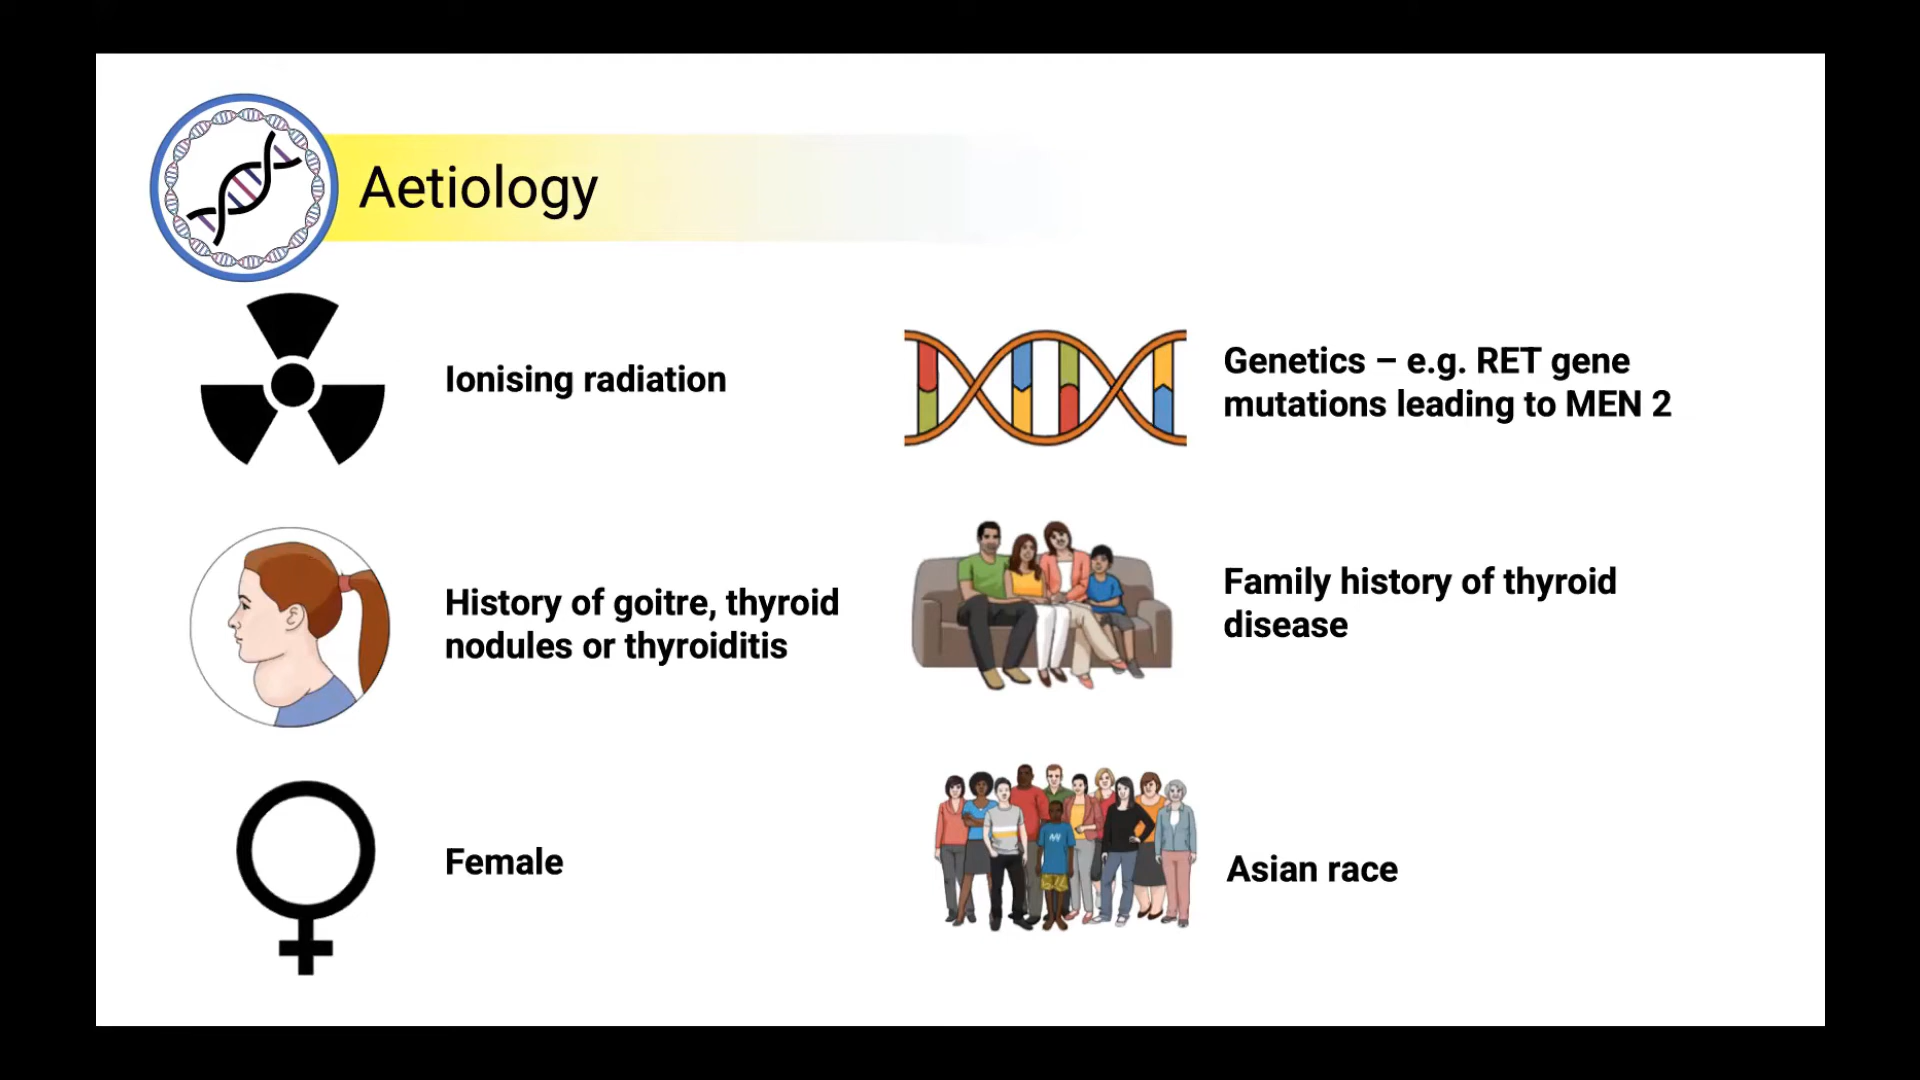 Aetiology
Ionising radiation
Genetics – e.g. RET gene
mutations leading to MEN 2
History of goitre, thyroid
nodules or thyroiditis
Family history of thyroid
disease
Female
Asian race